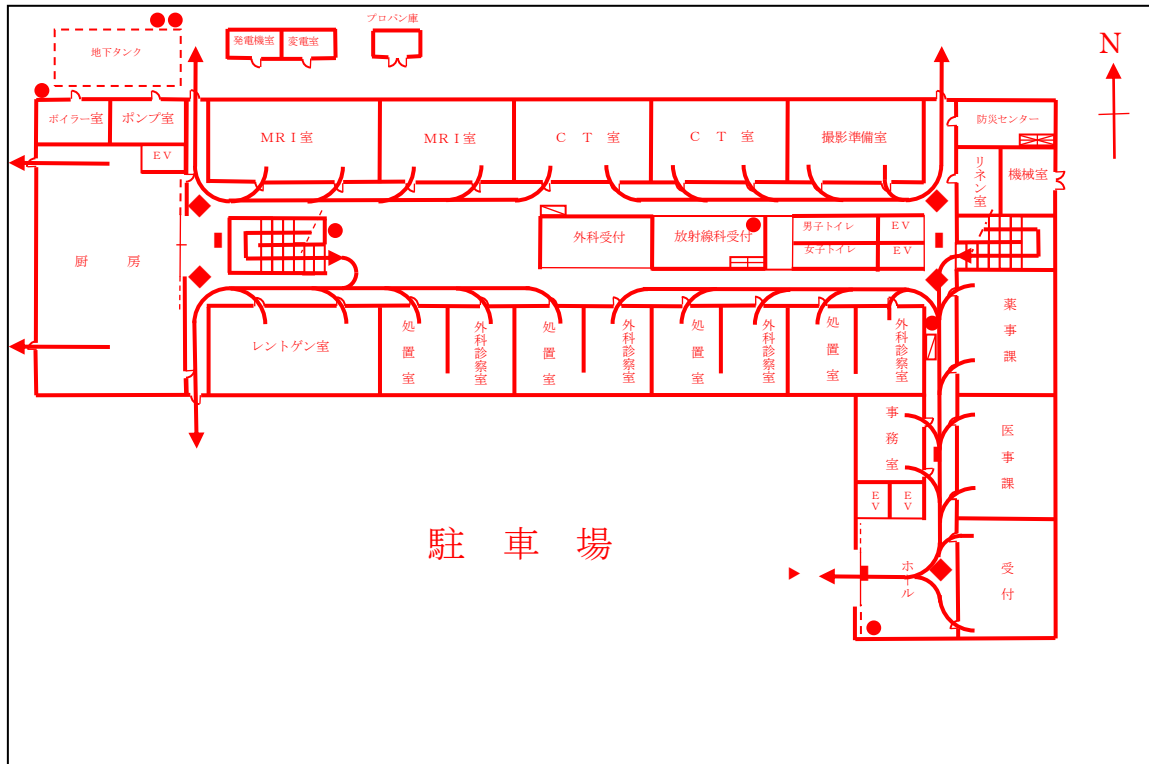 プロパン庫
発電機室
変電室
地下タンク
N
ボイラー室
ポンプ室
MRI室
MRI室
CT室
CT室
撮影準備室
防災センター
EV
リネン室
機械室
外科受付
放射線科受付
男子トイレ
EV
女子トイレ
EV
厨房
レントゲン室
処置室
外科診察室
処置室
外科診察室
処置室
外科診察室
処置室
外科診察室
薬事課
事務室
医事課
EV
EV
駐車場
ホール
受付